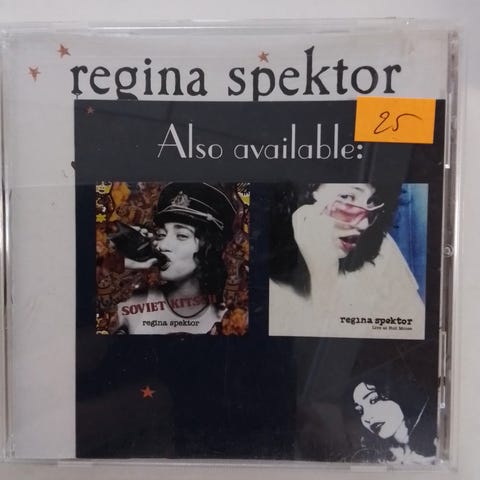 regina spektor
25
Also available:
SOVIET KITSCH
regina spektor
regina spektor
Live at Bull Moose